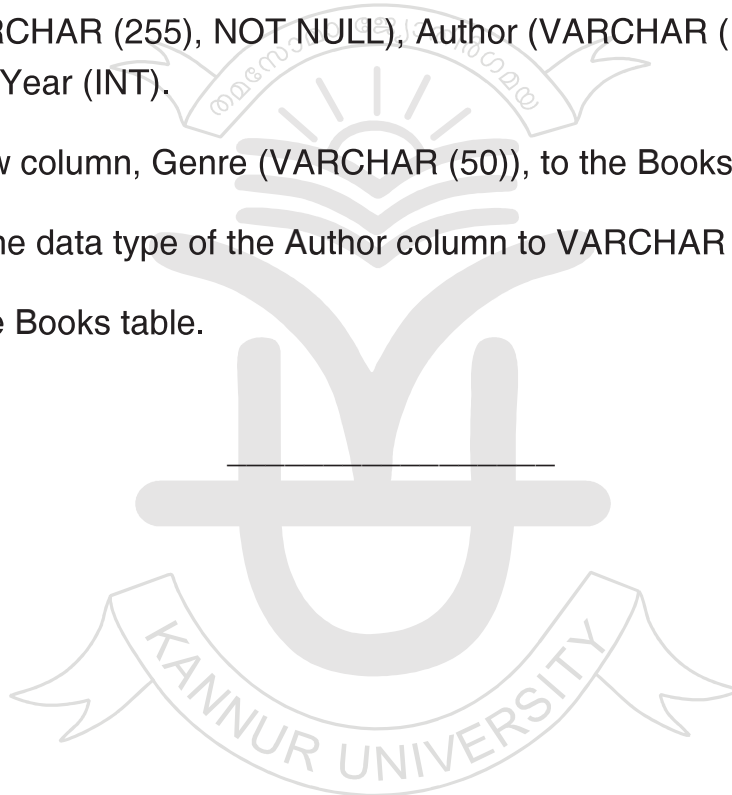 RCHAR (255), NOT NULL), Author (VARCHAR (
Year (INT).
w column, Genre (VARCHAR (50)), to the Books
he data type of the Author column to VARCHAR
e Books table.
KANNUR UNIVERSITY